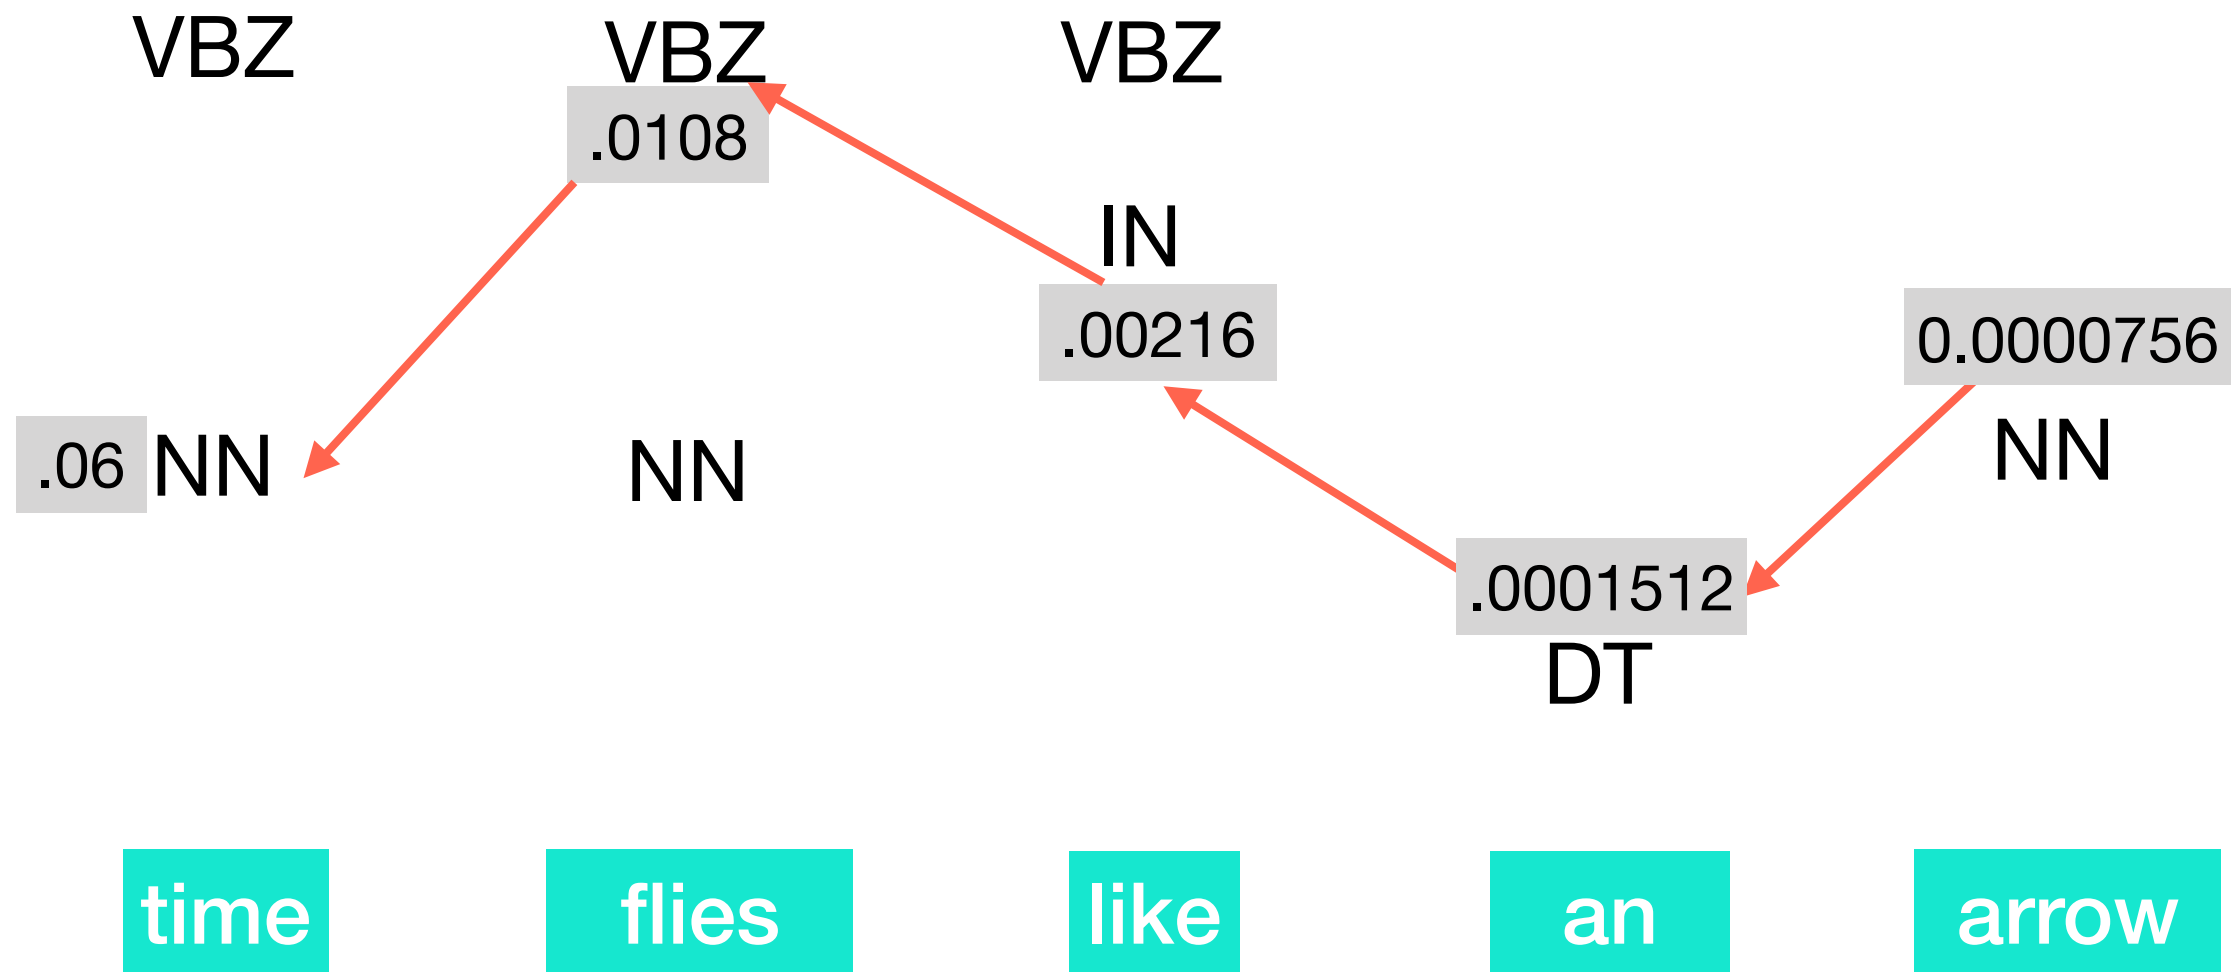 VBZ VBZ VBZ
.0108
IN
.00216
0.0000756
.06 NN NN NN
.0001512
DT
time flies like an arrow